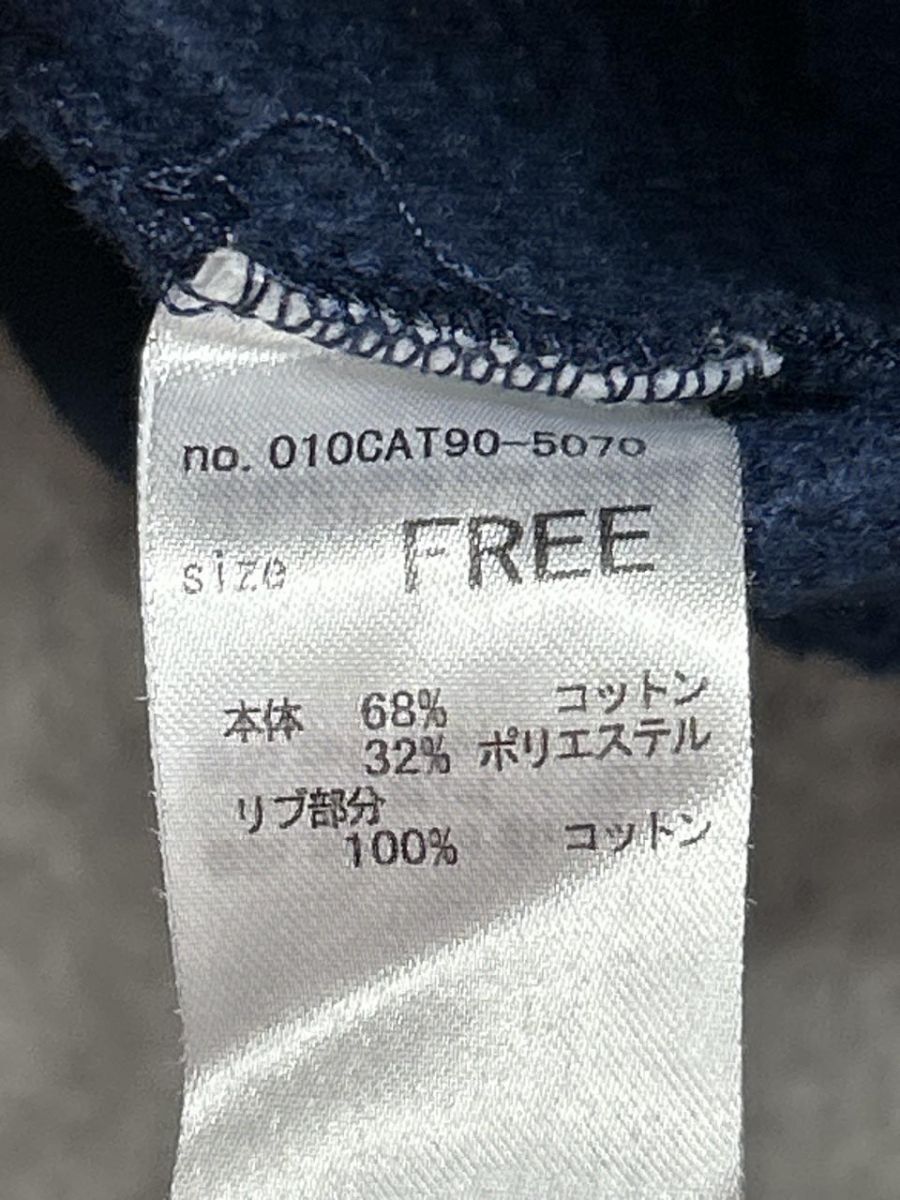 no. 010CAT90-5070
size FREE
本体 68% コットン
32% ポリエステル
リブ部分
100% コットン